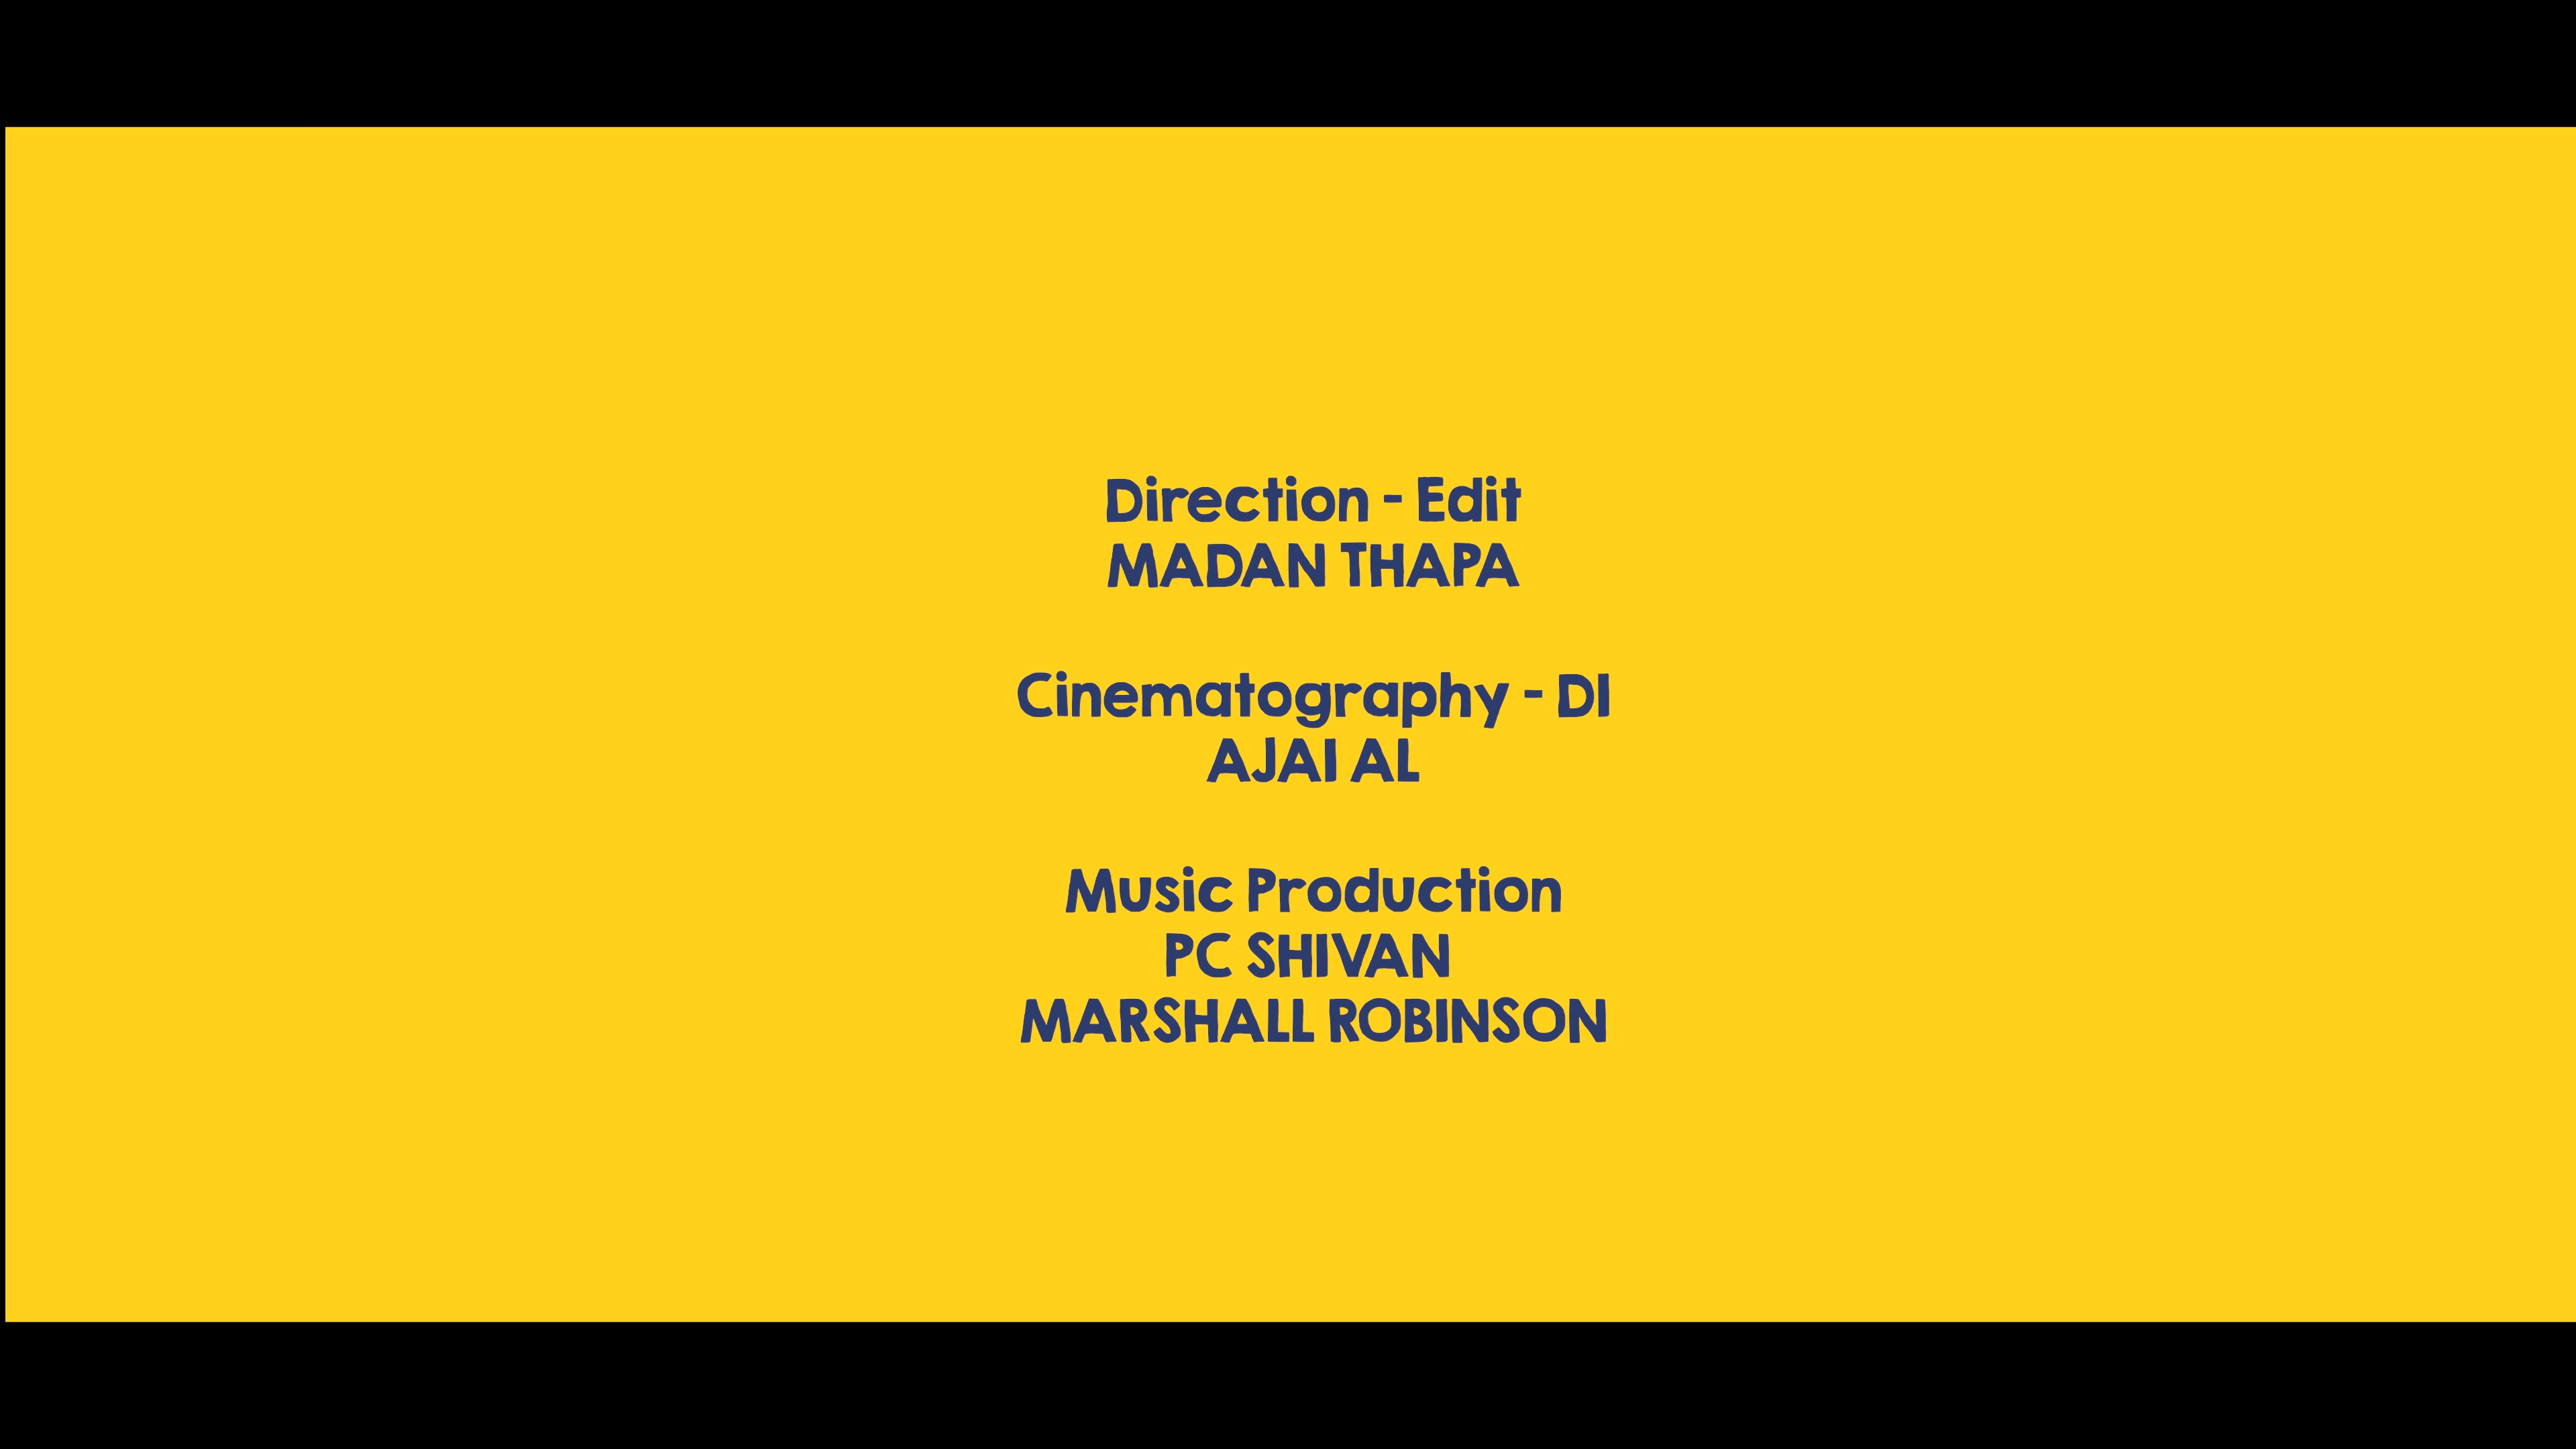 Direction - Edit
MADAN THAPA
Cinematography - DI
AJAI AL
Music Production
PC SHIVAN
MARSHALL ROBINSON